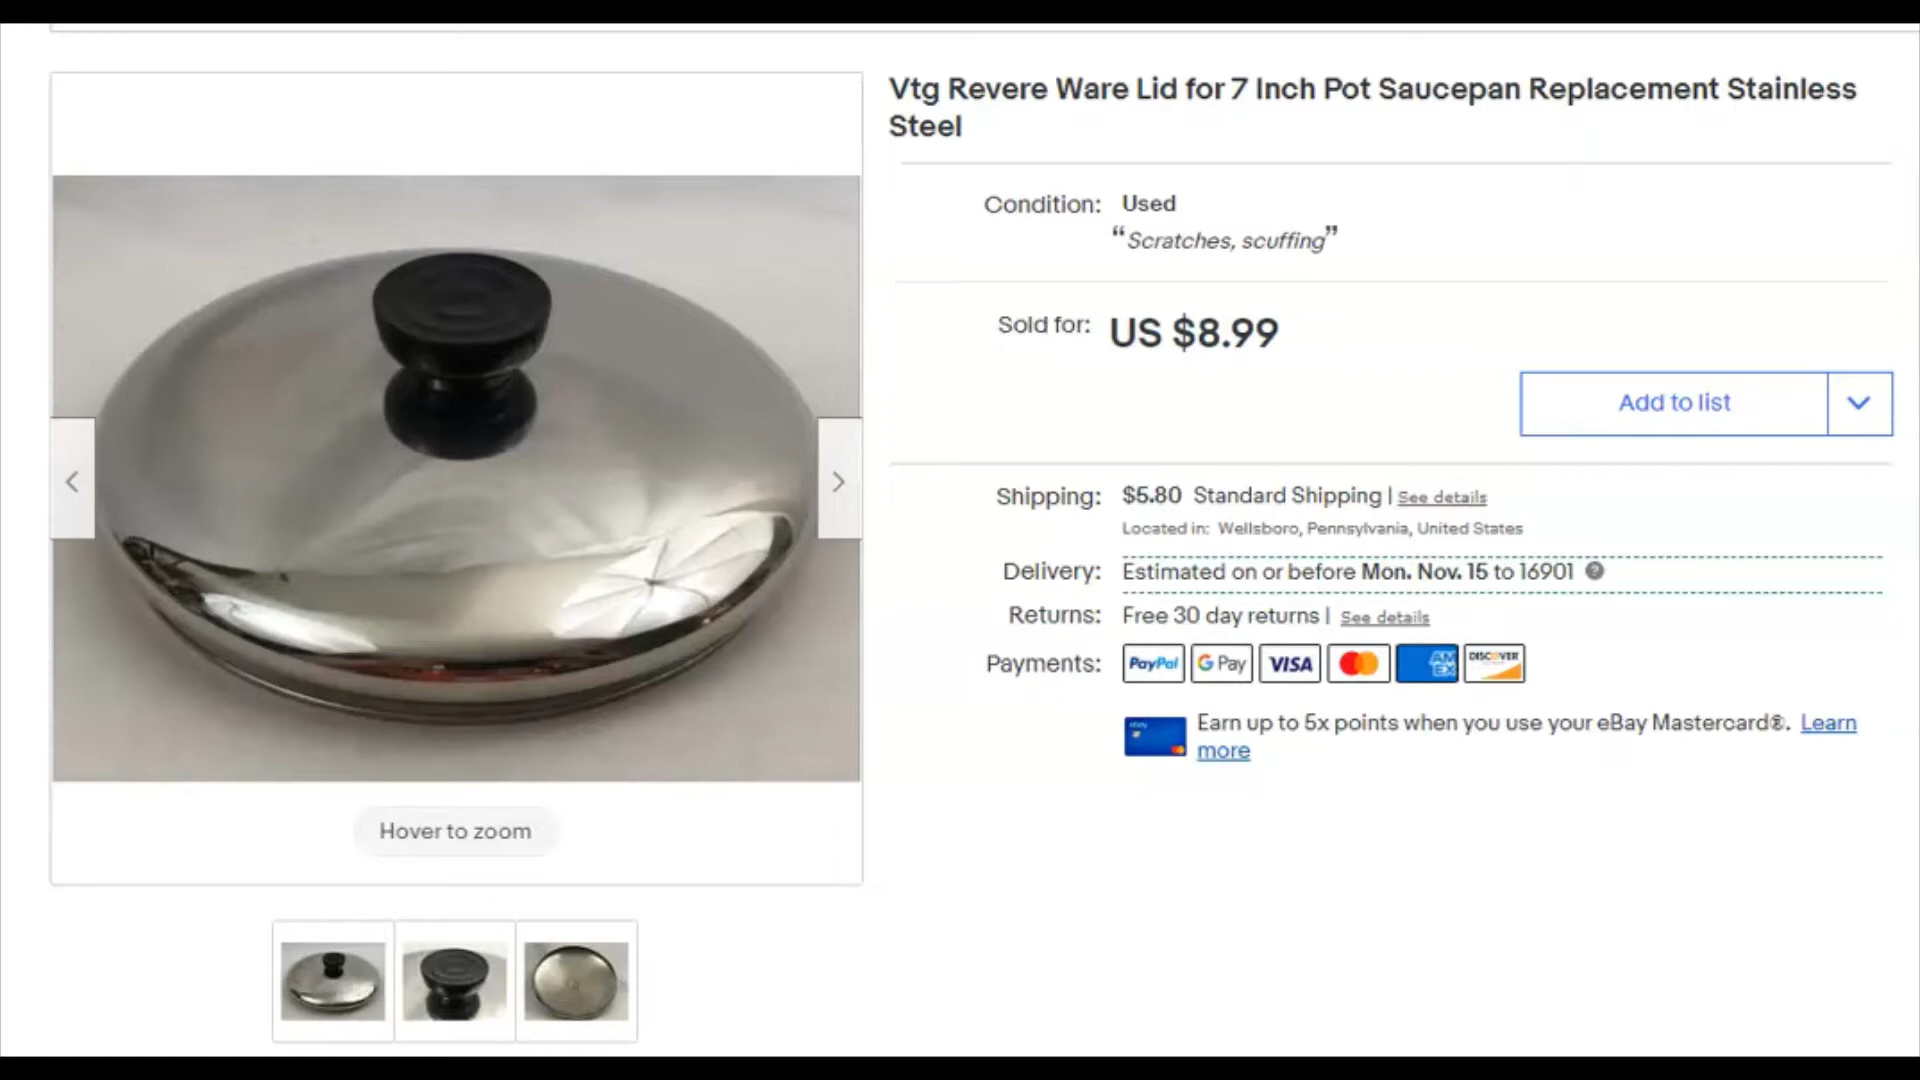 Vtg Revere Ware Lid for 7 Inch Pot Saucepan Replacement Stainless
Steel
Condition: Used
“Scratches, scuffing”
Sold for: US $8.99
Add to list
Shipping: $5.80 Standard Shipping | See details
Located in: Wellsboro, Pennsylvania, United States
Delivery: Estimated on or before Mon. Nov. 15 to 16901
Returns: Free 30 day returns | See details
Payments: PayPal G Pay VISA AM EX DISCOVER
Earn up to 5x points when you use your eBay Mastercard®. Learn
more
Hover to zoom